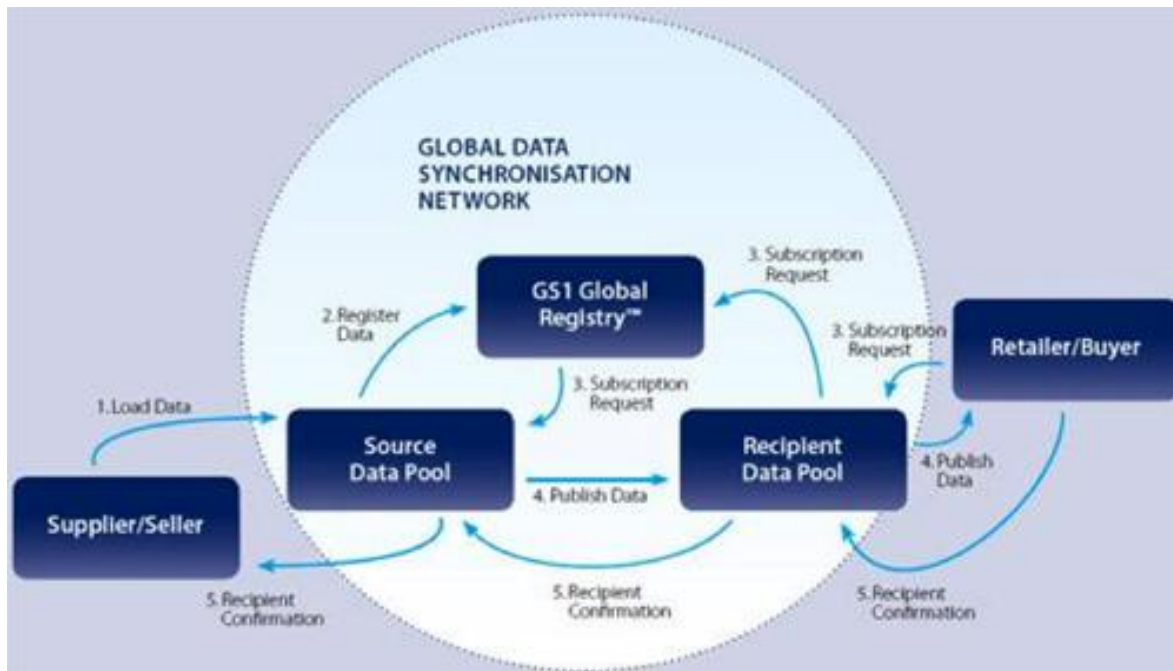 GLOBAL DATA
SYNCHRONISATION
NETWORK
GS1 Global
Registry™
3. Subscription
Request
2. Register
Data
3. Subscription
Request
Retailer/Buyer
3. Subscription
Request
1. Load Data
Source
Data Pool
Recipient
Data Pool
4. Publish Data
4. Publish
Data
Supplier/Seller
5. Recipient
Confirmation
5. Recipient
Confirmation
5. Recipient
Confirmation